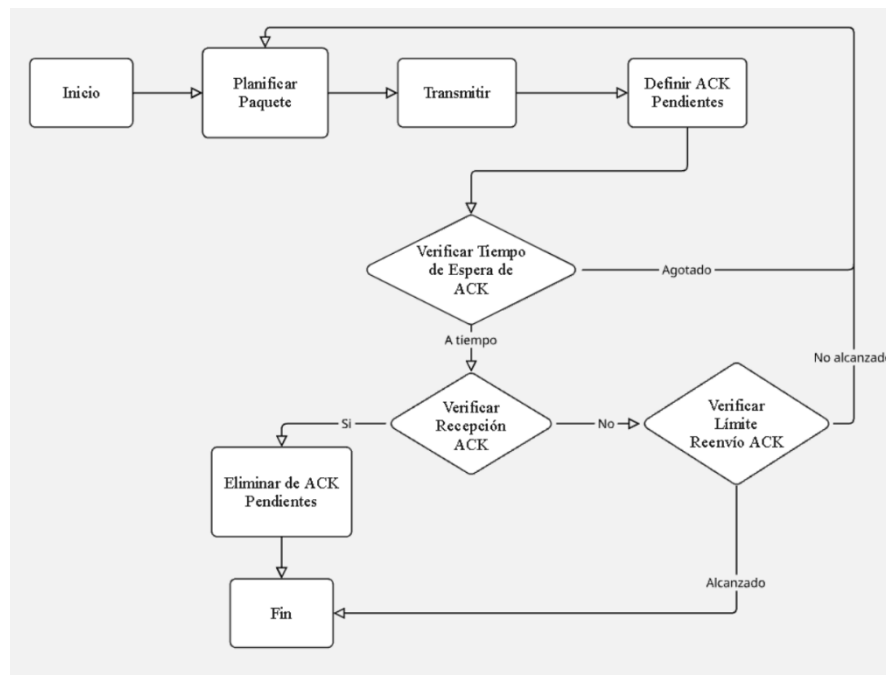 Inicio
Planificar
Paquete
Transmitir
Definir ACK
Pendientes
Verificar Tiempo
de Espera de
ACK
Agotado
A tiempo
No alcanzado
Verificar
Recepción
ACK
Si
No
Verificar
Límite
Reenvío ACK
Eliminar de ACK
Pendientes
Alcanzado
Fin